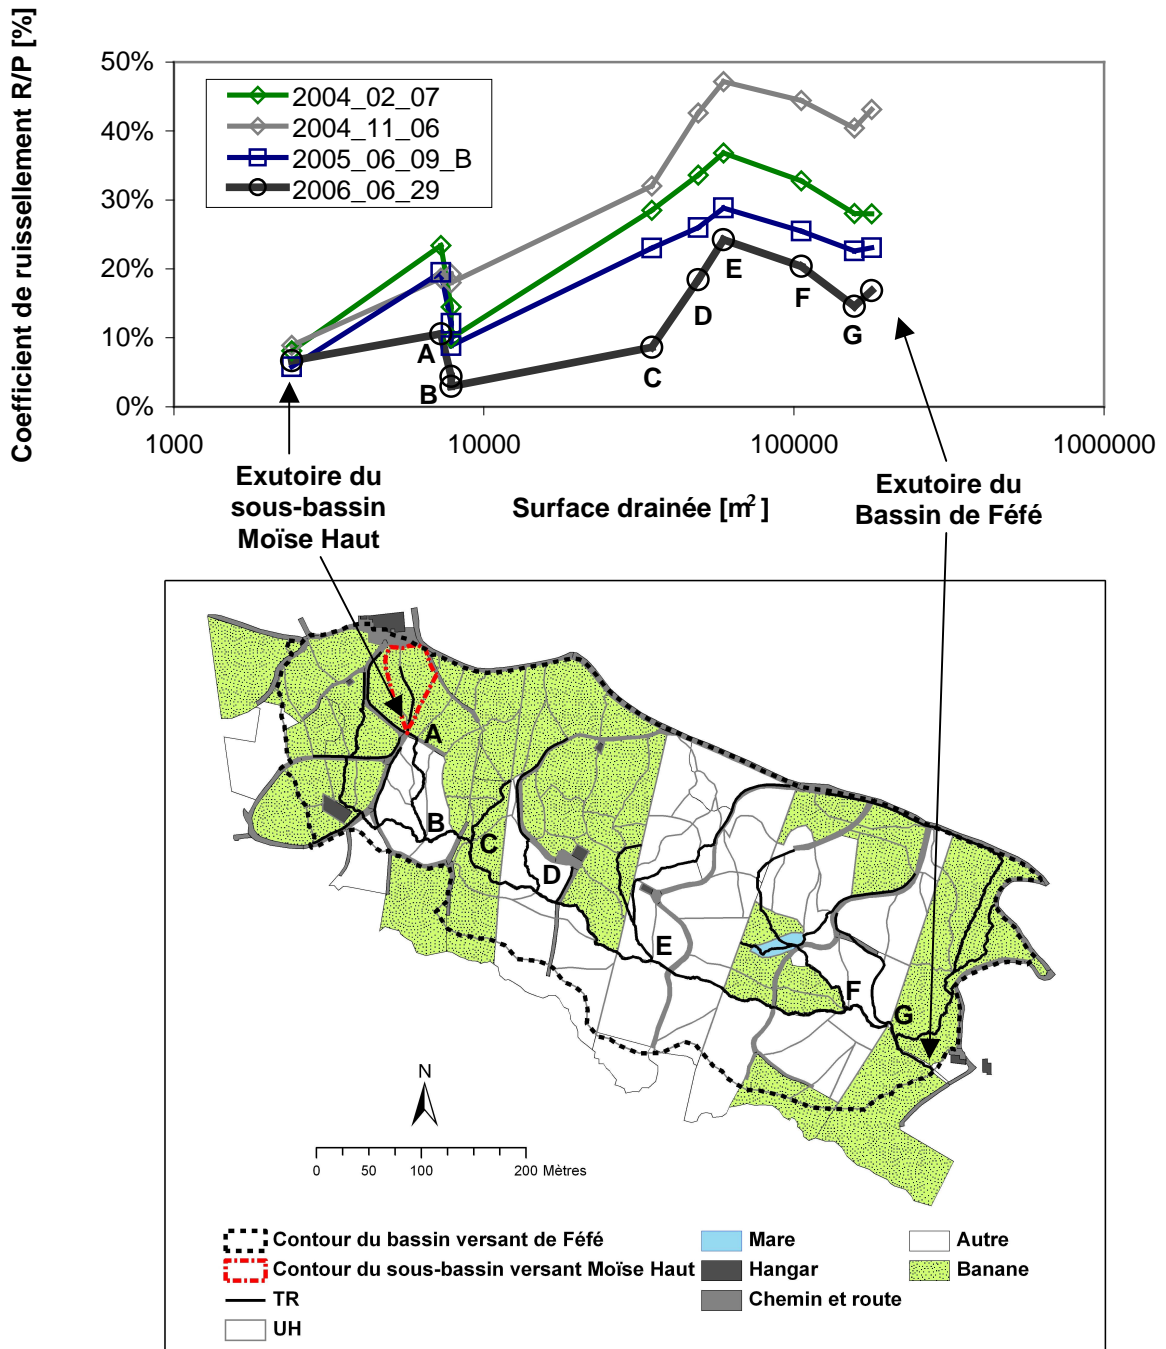 Coefficient de ruissellement R/P [%]
50%
40%
30%
20%
10%
0%
2004_02_07
2004_11_06
2005_06_09_B
2006_06_29
A
B
C
D
E
F
G
1000
10000
100000
1000000
Surface drainée [m²]
Exutoire du
sous-bassin
Moïse Haut
Exutoire du
Bassin de Féfé
A
B
C
D
E
F
G
N
0 50 100 200 Mètres
Contour du bassin versant de Féfé
Contour du sous-bassin versant Moïse Haut
TR
UH
Mare
Hangar
Chemin et route
Autre
Banane